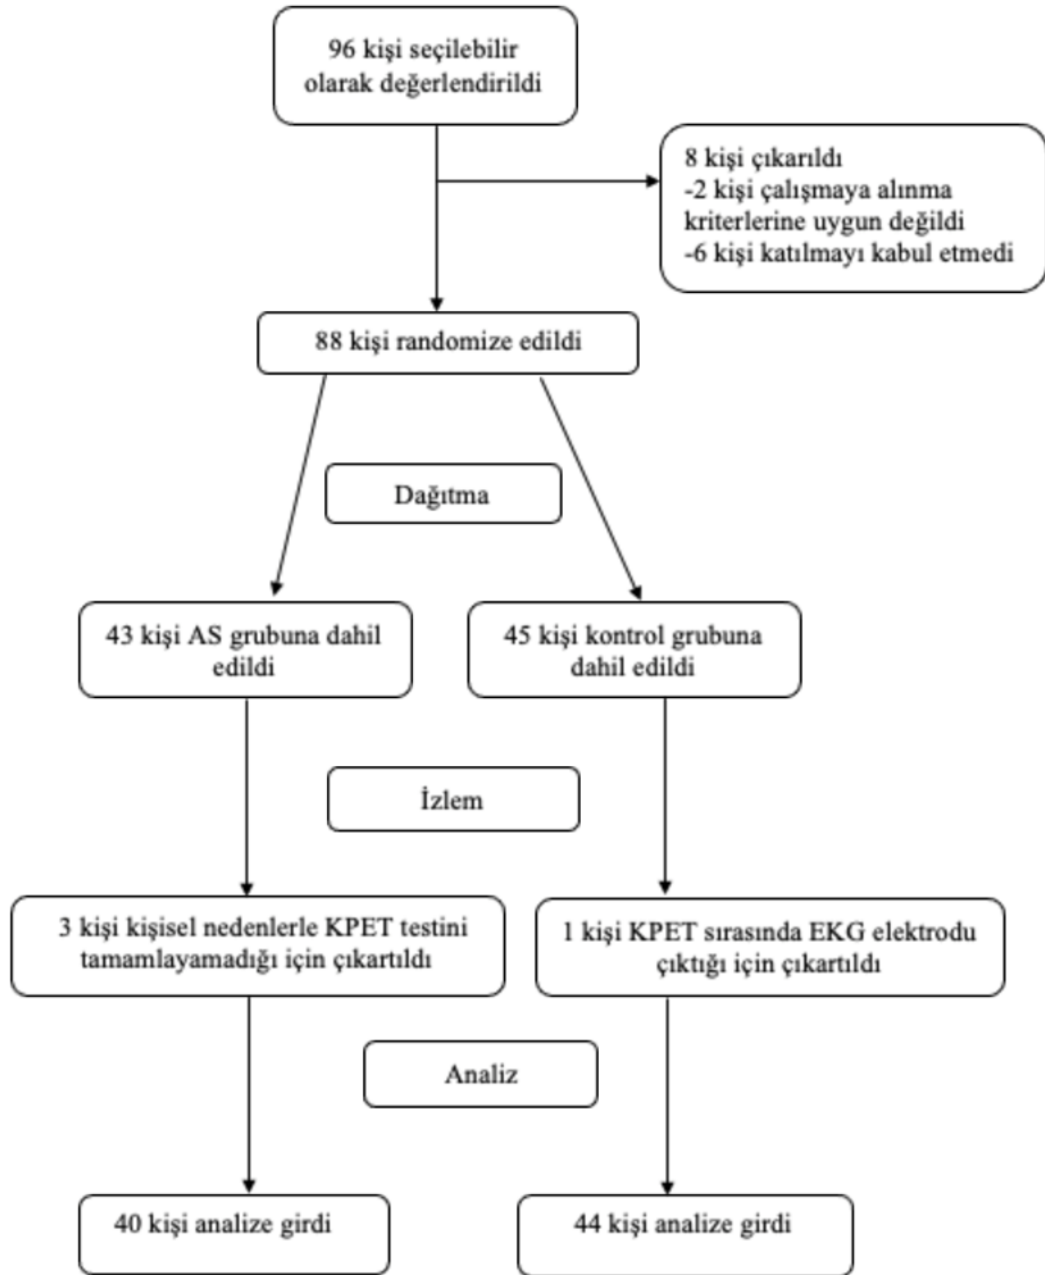 96 kişi seçilebilir
olarak değerlendirildi
8 kişi çıkarıldı
-2 kişi çalışmaya alınma
kriterlerine uygun değildi
-6 kişi katılmayı kabul etmedi
88 kişi randomize edildi
Dağıtma
43 kişi AS grubuna dahil
edildi
45 kişi kontrol grubuna
dahil edildi
İzlem
3 kişi kişisel nedenlerle KPET testini
tamamlayamadığı için çıkartıldı
1 kişi KPET sırasında EKG elektrodu
çıktığı için çıkartıldı
Analiz
40 kişi analize girdi
44 kişi analize girdi